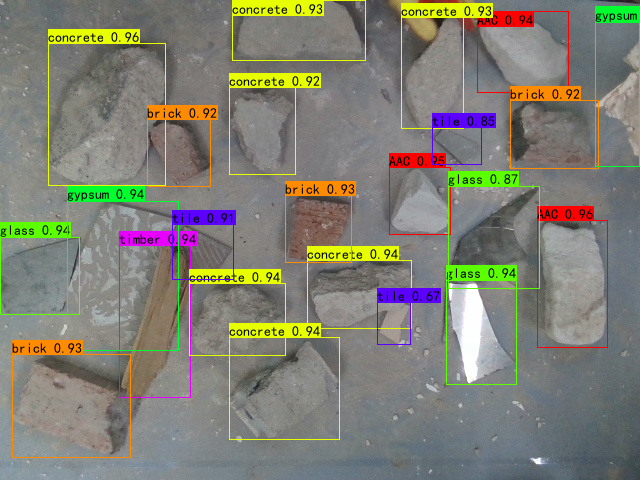 concrete 0.93
concrete 0.93
AAC 0.94
gypsum
concrete 0.96
concrete 0.92
brick 0.92
brick 0.92
tile 0.85
AAC 0.95
glass 0.87
gypsum 0.94
brick 0.93
tile 0.91
AAC 0.96
glass 0.94
timber 0.94
concrete 0.94
concrete 0.94
glass 0.94
tile 0.67
concrete 0.94
brick 0.93